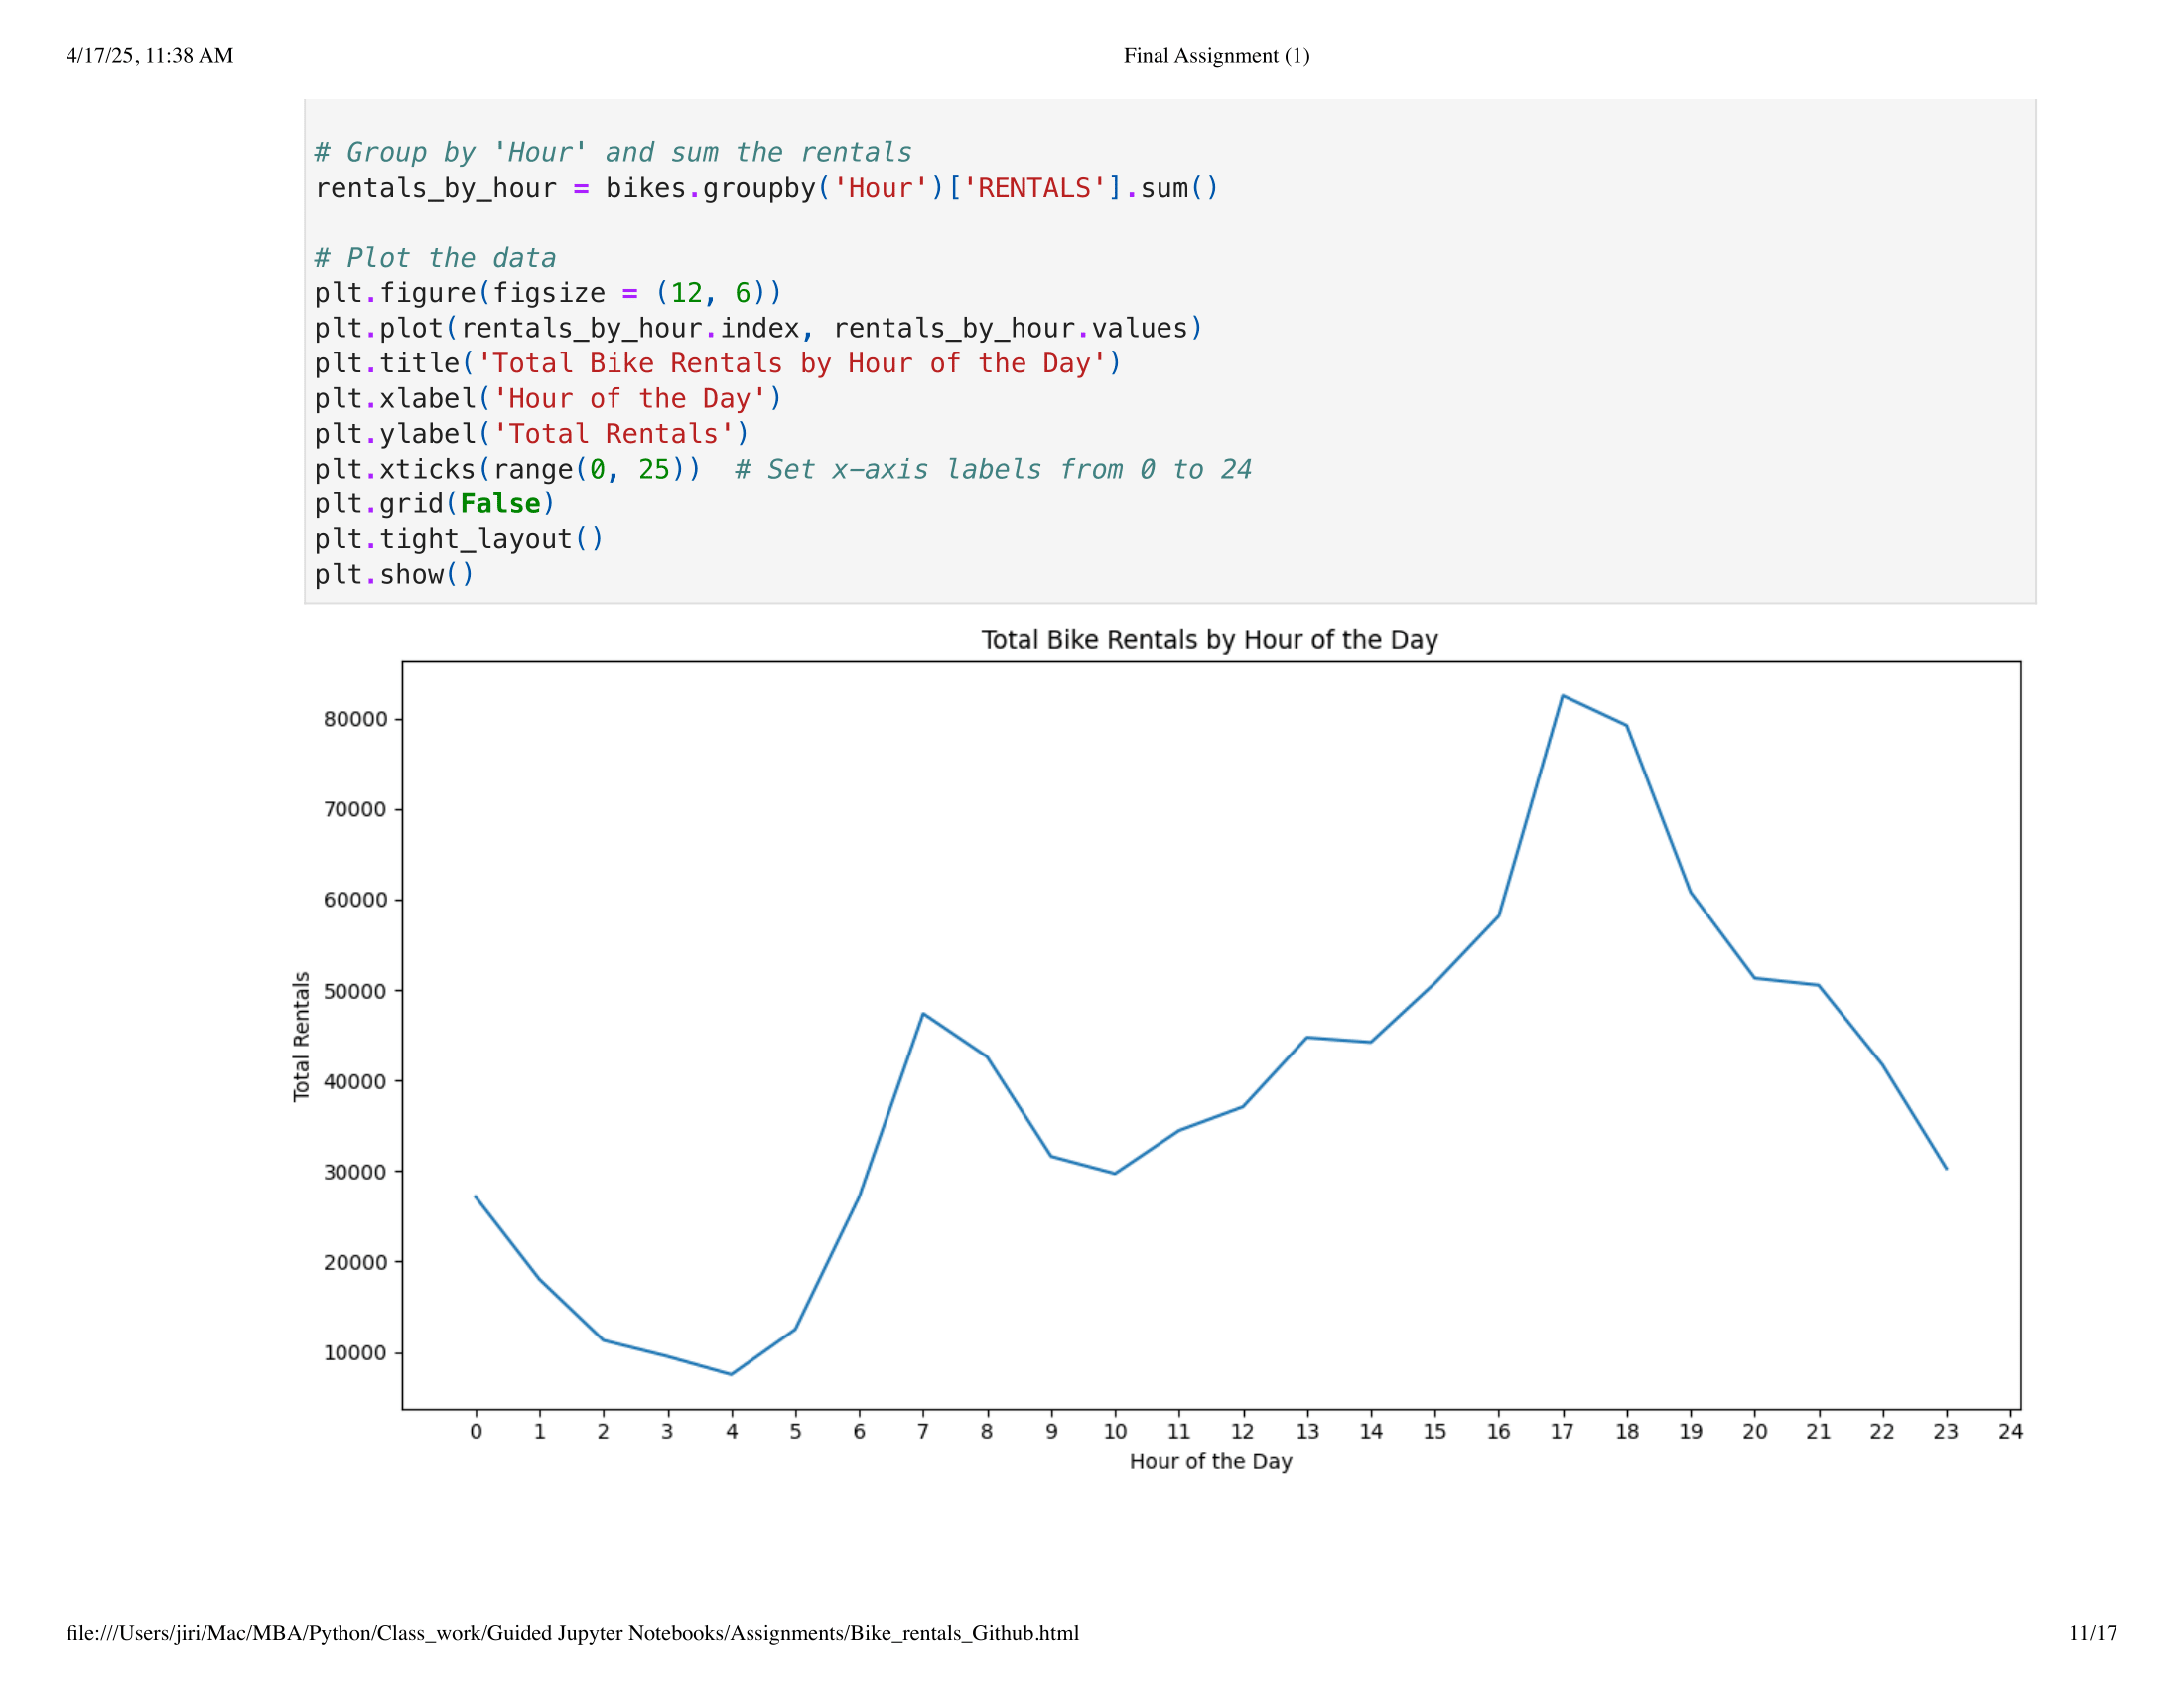 4/17/25, 11:38 AM
Final Assignment (1)
# Group by 'Hour' and sum the rentals
rentals_by_hour = bikes.groupby('Hour')['RENTALS'].sum()
# Plot the data
plt.figure(figsize = (12, 6))
plt.plot(rentals_by_hour.index, rentals_by_hour.values)
plt.title('Total Bike Rentals by Hour of the Day')
plt.xlabel('Hour of the Day')
plt.ylabel('Total Rentals')
plt.xticks(range(0, 25))  # Set x-axis labels from 0 to 24
plt.grid(False)
plt.tight_layout()
plt.show()
Total Bike Rentals by Hour of the Day
80000
70000
60000
50000
40000
30000
20000
10000
Total Rentals
0 1 2 3 4 5 6 7 8 9 10 11 12 13 14 15 16 17 18 19 20 21 22 23 24
Hour of the Day
file:///Users/jiri/Mac/MBA/Python/Class_work/Guided Jupyter Notebooks/Assignments/Bike_rentals_Github.html
11/17